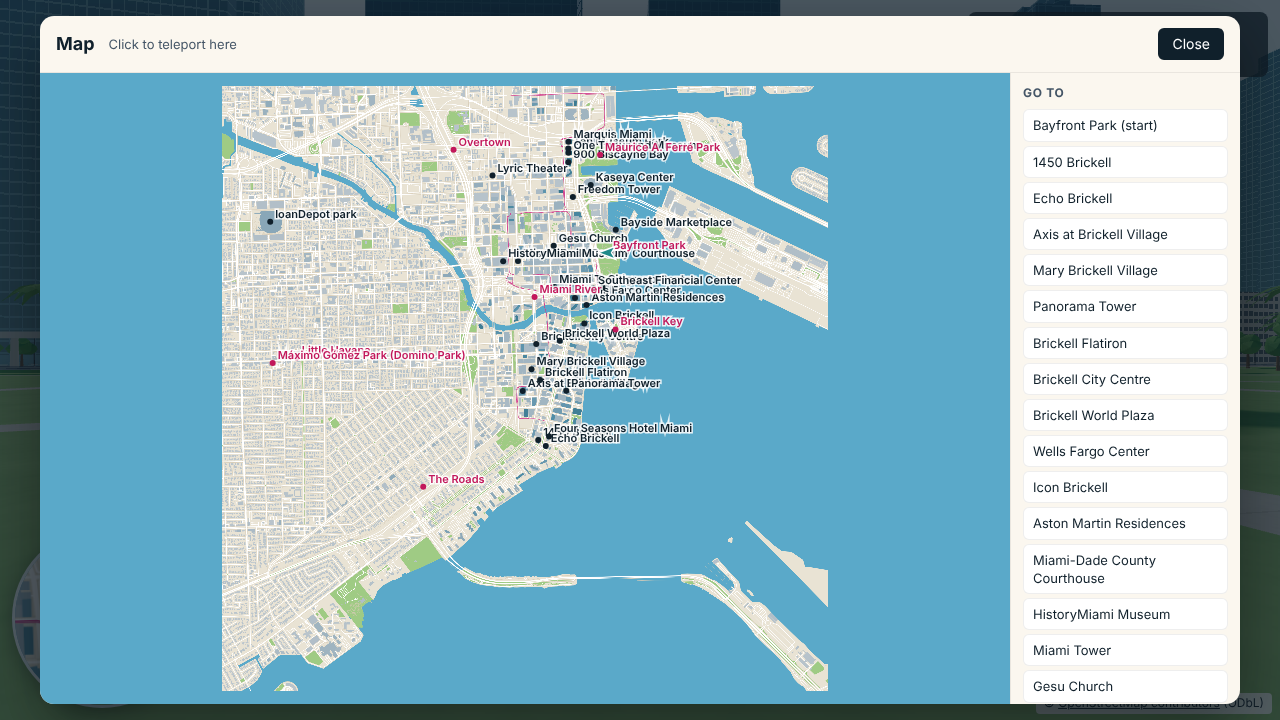 Map
Click to teleport here
Close
Marquis Miami
Maurice A. Ferré Park
900 Biscayne Bay
Overtown
Lyric Theater
Kaseya Center
Freedom Tower
loanDepot park
Bayside Marketplace
Gesu Church
Bayfront Park
HistoryMiami Museum
Courthouse
Southeast Financial Center
Miami River
Aston Martin Residences
Icon Brickell
Brickell Key
Brickell World Plaza
Máximo Gómez Park (Domino Park)
Mary Brickell Village
Brickell Flatiron
Panorama Tower
Four Seasons Hotel Miami
Echo Brickell
The Roads
GO TO
Bayfront Park (start)
1450 Brickell
Echo Brickell
Axis at Brickell Village
Mary Brickell Village
Panorama Tower
Brickell Flatiron
Brickell City Centre
Brickell World Plaza
Wells Fargo Center
Icon Brickell
Aston Martin Residences
Miami-Dade County
Courthouse
HistoryMiami Museum
Miami Tower
Gesu Church